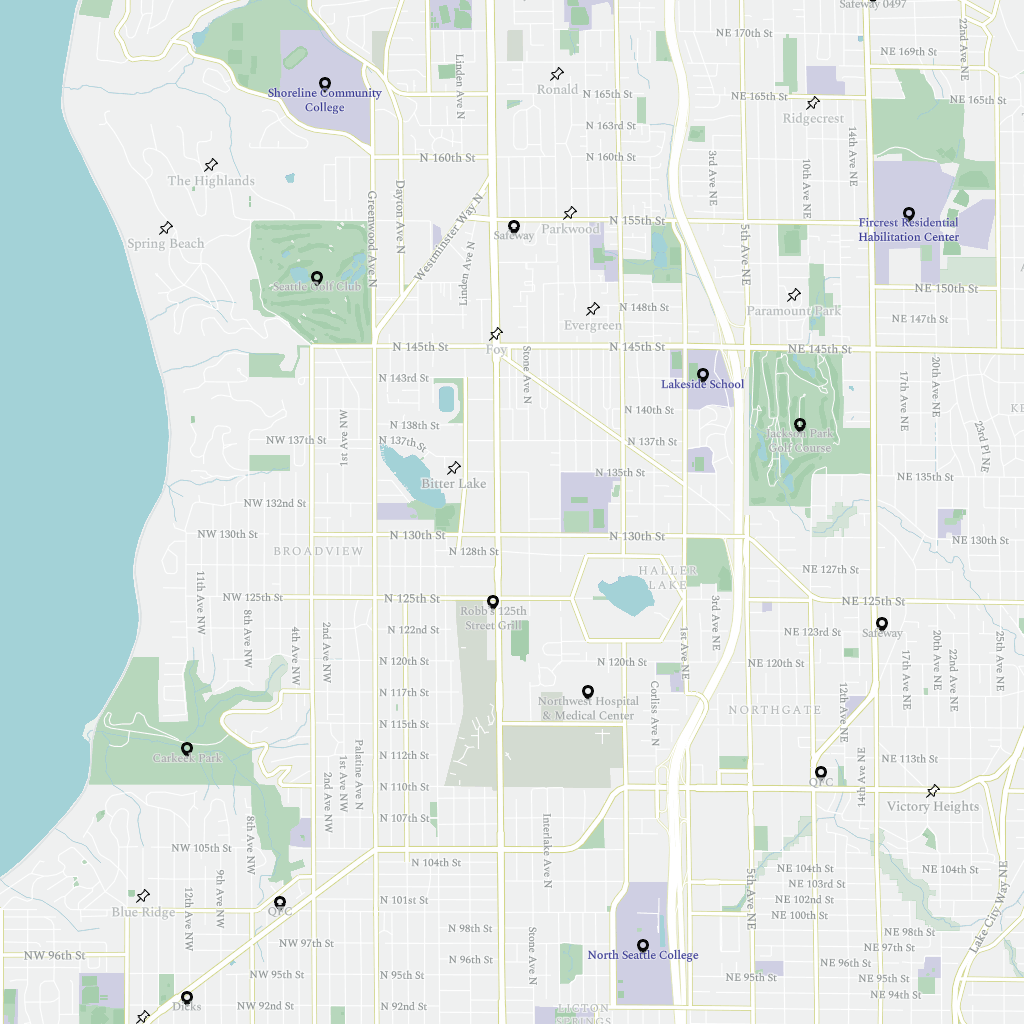 Safeway 0497
NE 170th St
22nd Ave NE
NE 169th St
Linden Ave N
Ronald
Shoreline Community
College
N 165th St
NE 165th St
NE 165th St
Ridgecrest
N 163rd St
14th Ave NE
N 160th St
N 160th St
3rd Ave NE
10th Ave NE
The Highlands
Greenwood Ave N
Dayton Ave N
Westminster Way N
N 155th St
Parkwood
Safeway
Fircrest Residential
Habilitation Center
Spring Beach
5th Ave NE
Linden Ave N
Seattle Golf Club
NE 150th St
N 148th St
Paramount Park
Evergreen
NE 147th St
N 145th St
Foy
N 145th St
NE 145th St
Stone Ave N
N 143rd St
Lakeside School
17th Ave NE
20th Ave NE
N 140th St
KE
1st Ave NW
N 138th St
NW 137th St
N 137th St
N 137th St
Jackson Park
Golf Course
23rd Pl NE
N 135th St
NE 135th St
Bitter Lake
NW 132nd St
NW 130th St
N 130th St
N 130th St
NE 130th St
BROADVIEW
N 128th St
NE 127th St
HALLER
LAKE
11th Ave NW
NW 125th St
N 125th St
NE 125th St
Robb's 125th
Street Grill
8th Ave NW
4th Ave NW
2nd Ave NW
N 122nd St
3rd Ave NE
1st Ave NE
NE 123rd St
Safeway
N 120th St
N 120th St
NE 120th St
17th Ave NE
20th Ave NE
22nd Ave NE
25th Ave NE
N 117th St
Northwest Hospital
& Medical Center
Corliss Ave N
12th Ave NE
NORTHGATE
N 115th St
Carkeek Park
Palatine Ave N
1st Ave NW
2nd Ave NW
N 112th St
NE 113th St
14th Ave NE
QFC
N 110th St
Victory Heights
N 107th St
8th Ave NW
Interlake Ave N
NW 105th St
N 104th St
NE 104th St
NE 104th St
NE 103rd St
5th Ave NE
9th Ave NW
12th Ave NW
Blue Ridge
QFC
N 101st St
NE 102nd St
NE 100th St
Lake City Way NE
N 98th St
NE 98th St
NW 97th St
NE 97th St
Stone Ave N
NW 96th St
N 96th St
North Seattle College
NE 96th St
NW 95th St
N 95th St
NE 95th St
NE 95th St
NE 94th St
Dicks
NW 92nd St
N 92nd St
LICTON
SPRINGS